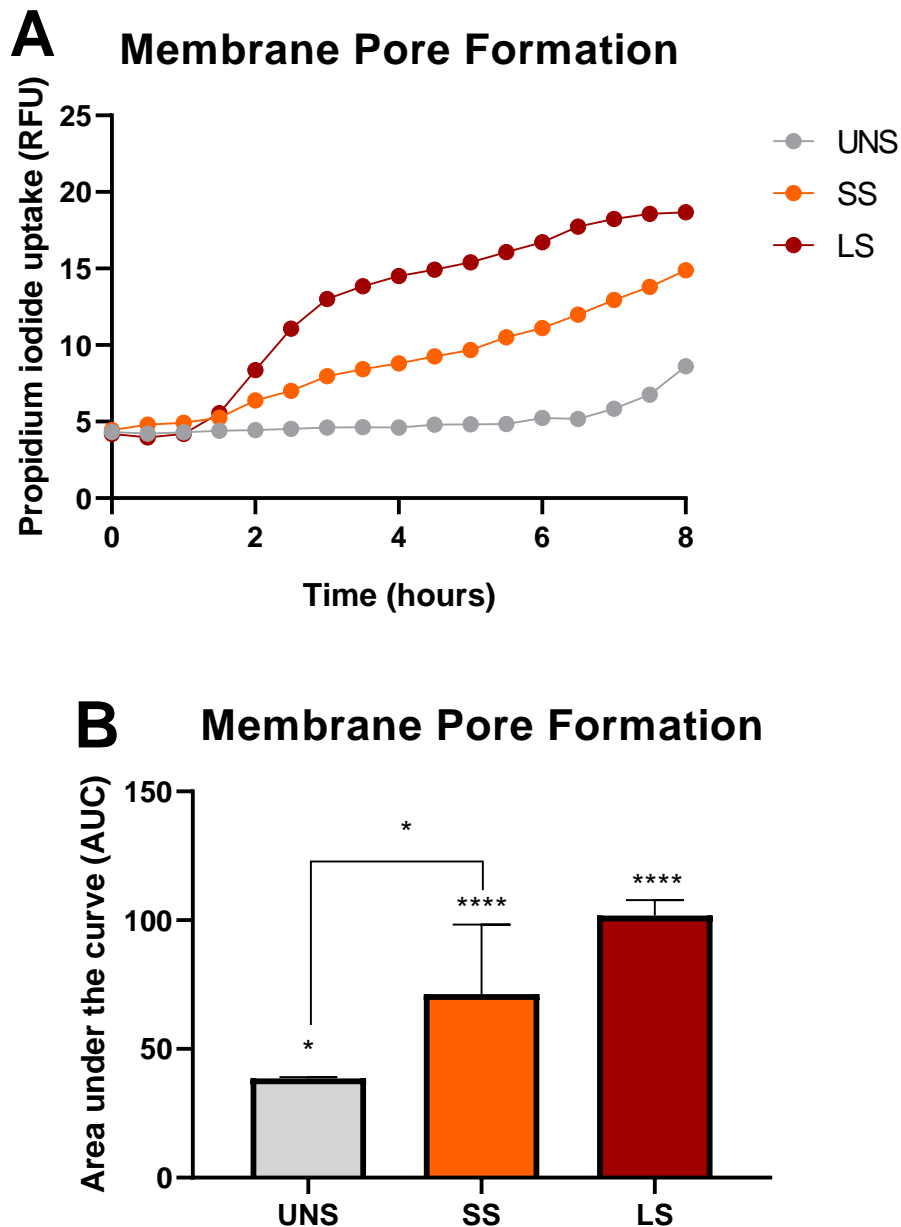 A
Membrane Pore Formation
Propidium iodide uptake (RFU)
25
20
15
10
5
0
0 2 4 6 8
Time (hours)
UNS
SS
LS
B
Membrane Pore Formation
Area under the curve (AUC)
150
100
50
0
*
****
****
*
UNS SS LS